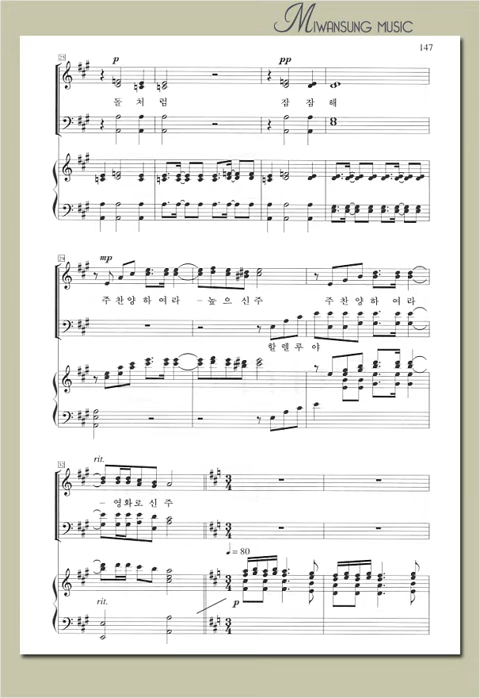 MIWANSUNG MUSIC
147
25
p pp
돌 처 럼 잠 잠 해
mp
주 찬 양 하 여 라 - 높 으 신 주 주 찬 양 하 여 라
할 렐 루 야
32
rit.
- 영 화 로 신 주
♩ = 80
rit. p